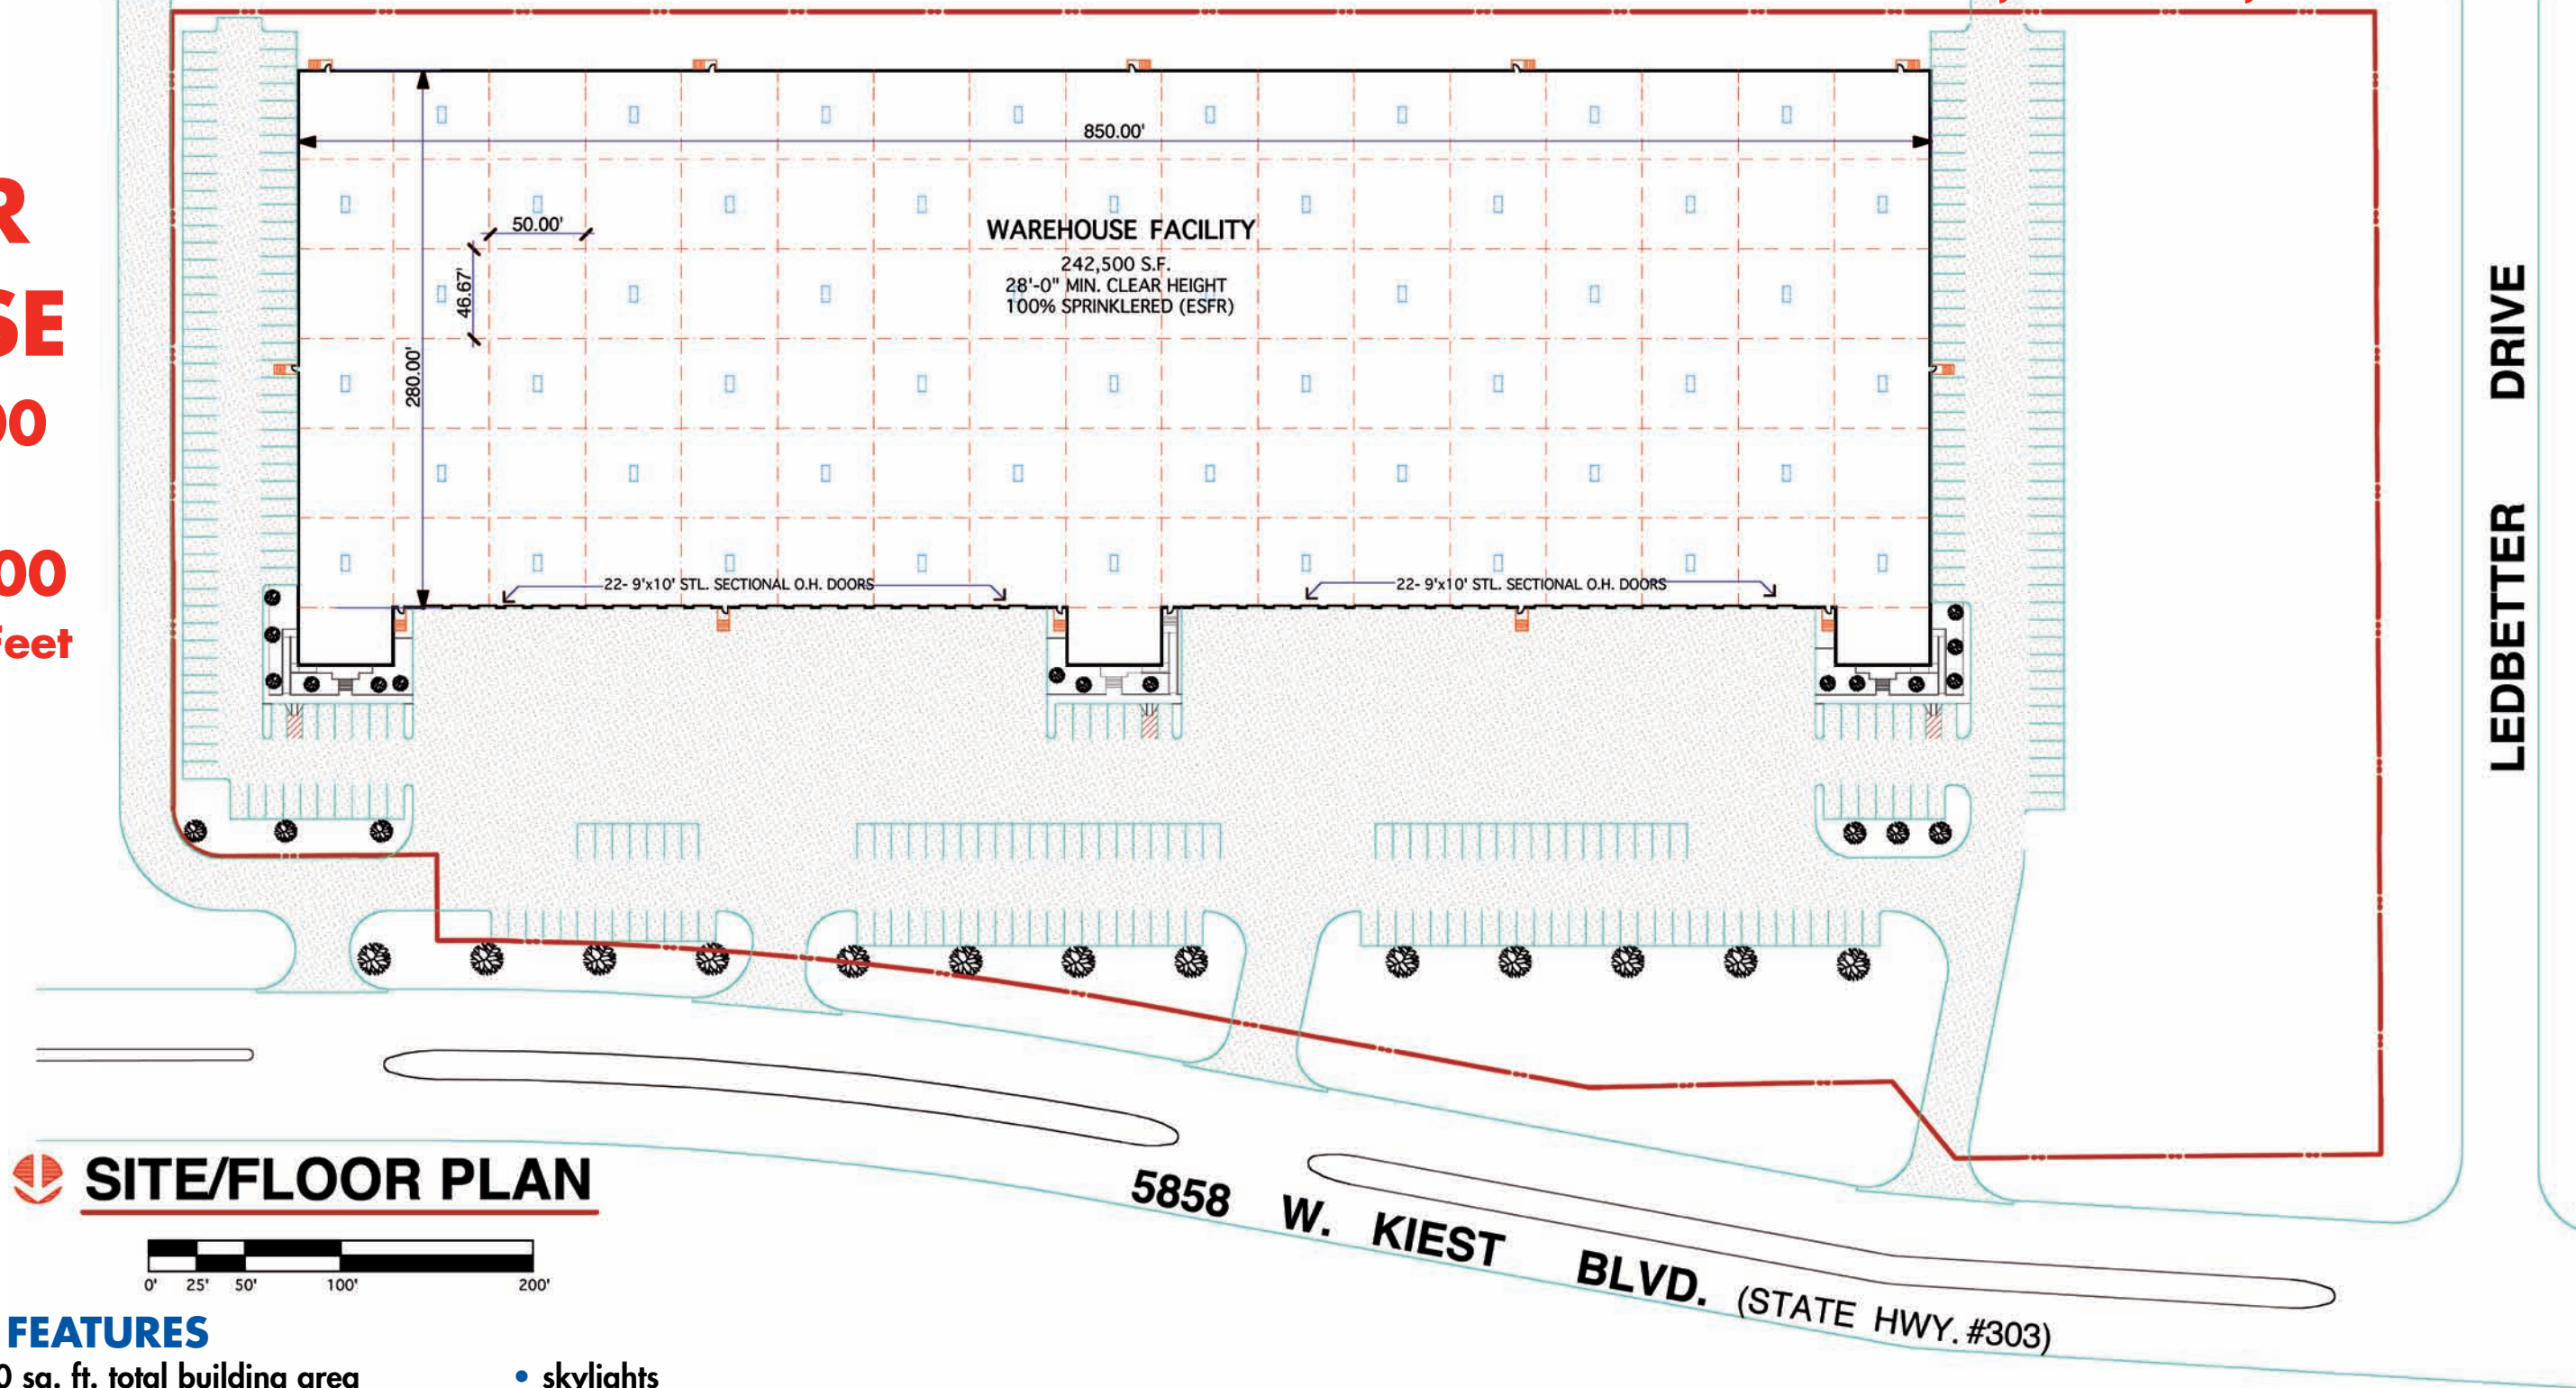 850.00'
50.00'
46.67'
280.00'
WAREHOUSE FACILITY
242,500 S.F.
28'-0" MIN. CLEAR HEIGHT
100% SPRINKLERED (ESFR)
22- 9'x10' STL. SECTIONAL O.H. DOORS
22- 9'x10' STL. SECTIONAL O.H. DOORS
R
SE
00
00
Feet
LEDBETTER DRIVE
SITE/FLOOR PLAN
0' 25' 50' 100' 200'
5858 W. KIEST BLVD. (STATE HWY. #303)
FEATURES
0 sq. ft. total building area
• skylights